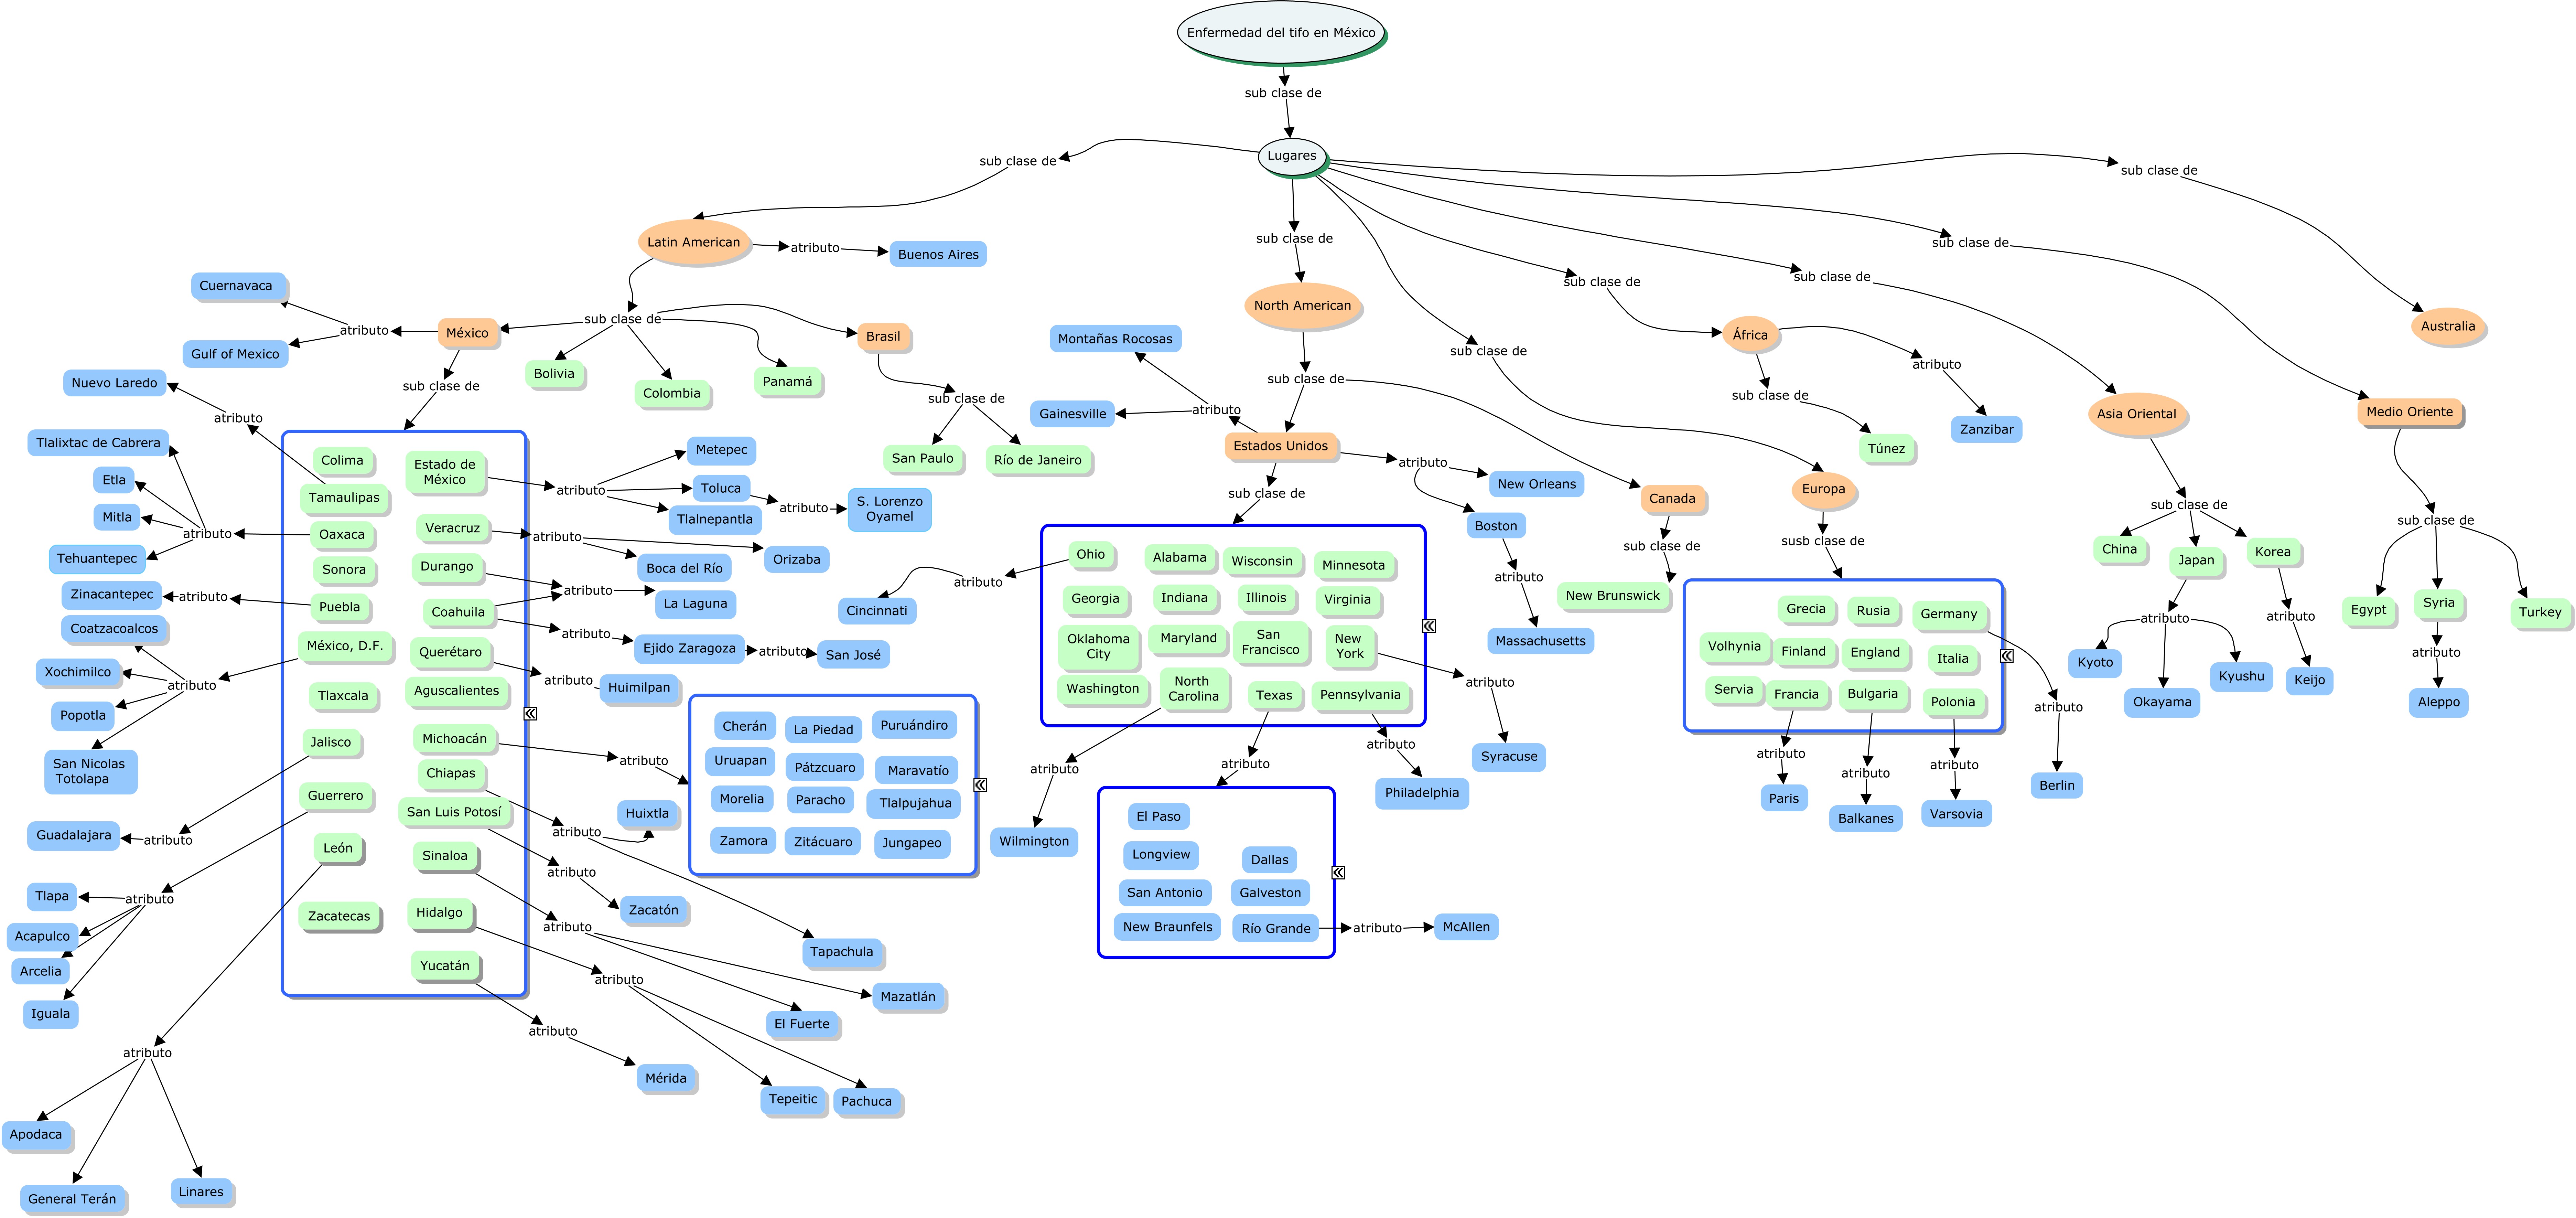 Enfermedad del tifo en México
sub clase de
Lugares
sub clase de
sub clase de
sub clase de
sub clase de
sub clase de
sub clase de
sub clase de
Latin American
atributo
Buenos Aires
sub clase de
México
Bolivia
Colombia
Panamá
Brasil
sub clase de
San Paulo
Río de Janeiro
atributo
Cuernavaca
Gulf of Mexico
sub clase de
Colima
Tamaulipas
Oaxaca
Sonora
Puebla
México, D.F.
Tlaxcala
Jalisco
Guerrero
León
Zacatecas
Estado de
México
Veracruz
Durango
Coahuila
Querétaro
Aguscalientes
Michoacán
Chiapas
San Luis Potosí
Sinaloa
Hidalgo
Yucatán
atributo
Nuevo Laredo
atributo
Tlalixtac de Cabrera
Etla
Mitla
Tehuantepec
atributo
Zinacantepec
atributo
Coatzacoalcos
Xochimilco
Popotla
San Nicolas
Totolapa
atributo
Guadalajara
atributo
Tlapa
Acapulco
Arcelia
Iguala
atributo
Apodaca
General Terán
Linares
atributo
Metepec
Toluca
Tlalnepantla
atributo
S. Lorenzo
Oyamel
atributo
Orizaba
Boca del Río
atributo
La Laguna
atributo
Ejido Zaragoza
atributo
San José
atributo
Huimilpan
atributo
Cherán
La Piedad
Puruándiro
Uruapan
Pátzcuaro
Maravatío
Morelia
Paracho
Tlalpujahua
Zamora
Zitácuaro
Jungapeo
atributo
Huixtla
Tapachula
atributo
Zacatón
atributo
Mazatlán
El Fuerte
atributo
Tepeitic
Pachuca
atributo
Mérida
North American
sub clase de
Estados Unidos
atributo
Montañas Rocosas
Gainesville
atributo
New Orleans
Boston
atributo
Massachusetts
sub clase de
Ohio
Alabama
Wisconsin
Minnesota
Georgia
Indiana
Illinois
Virginia
Oklahoma
City
Maryland
San
Francisco
New
York
Washington
North
Carolina
Texas
Pennsylvania
atributo
Cincinnati
atributo
Wilmington
atributo
El Paso
Longview
Dallas
San Antonio
Galveston
New Braunfels
Río Grande
atributo
McAllen
atributo
Philadelphia
atributo
Syracuse
Canada
sub clase de
New Brunswick
Europa
susb clase de
Grecia
Rusia
Germany
Volhynia
Finland
England
Italia
Servia
Francia
Bulgaria
Polonia
atributo
Paris
atributo
Balkanes
atributo
Varsovia
atributo
Berlin
África
atributo
Zanzibar
sub clase de
Túnez
Asia Oriental
sub clase de
China
Japan
Korea
atributo
Kyoto
Okayama
Kyushu
atributo
Keijo
Medio Oriente
sub clase de
Egypt
Syria
Turkey
atributo
Aleppo
Australia